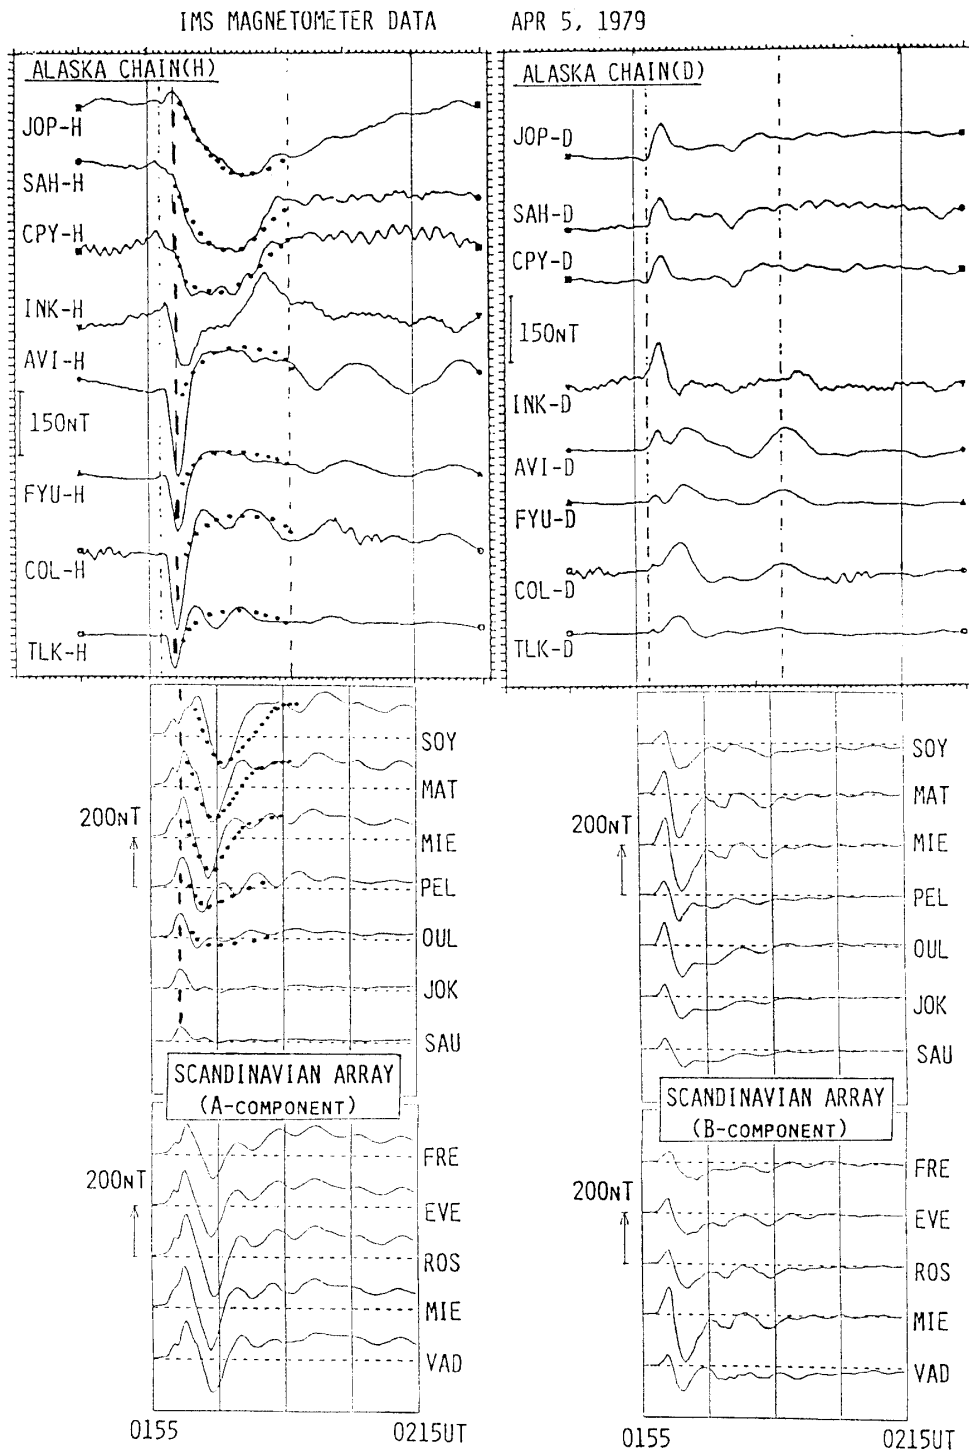 IMS MAGNETOMETER DATA APR 5, 1979
ALASKA CHAIN(H)
JOP-H
SAH-H
CPY-H
INK-H
AVI-H
150NT
FYU-H
COL-H
TLK-H
ALASKA CHAIN(D)
JOP-D
SAH-D
CPY-D
150NT
INK-D
AVI-D
FYU-D
COL-D
TLK-D
SOY
MAT
200NT
MIE
PEL
OUL
JOK
SAU
SCANDINAVIAN ARRAY
(A-COMPONENT)
FRE
200NT
EVE
ROS
MIE
VAD
0155 0215UT
SOY
MAT
200NT
MIE
PEL
OUL
JOK
SAU
SCANDINAVIAN ARRAY
(B-COMPONENT)
FRE
200NT
EVE
ROS
MIE
VAD
0155 0215UT